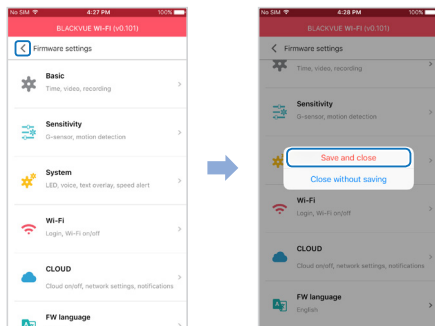 No SIM 4:27 PM 100%
BLACKVUE WI-FI (v0.101)
Firmware settings
Basic
Time, video, recording
Sensitivity
G-sensor, motion detection
System
LED, voice, text overlay, speed alert
Wi-Fi
Login, Wi-Fi on/off
CLOUD
Cloud on/off, network settings, notifications
FW language
No SIM 4:28 PM 100%
BLACKVUE WI-FI (v0.101)
Firmware settings
Time, video, recording
Sensitivity
G-sensor, motion detection
Save and close
Close without saving
Wi-Fi
Login, Wi-Fi on/off
CLOUD
Cloud on/off, network settings, notifications
FW language
English